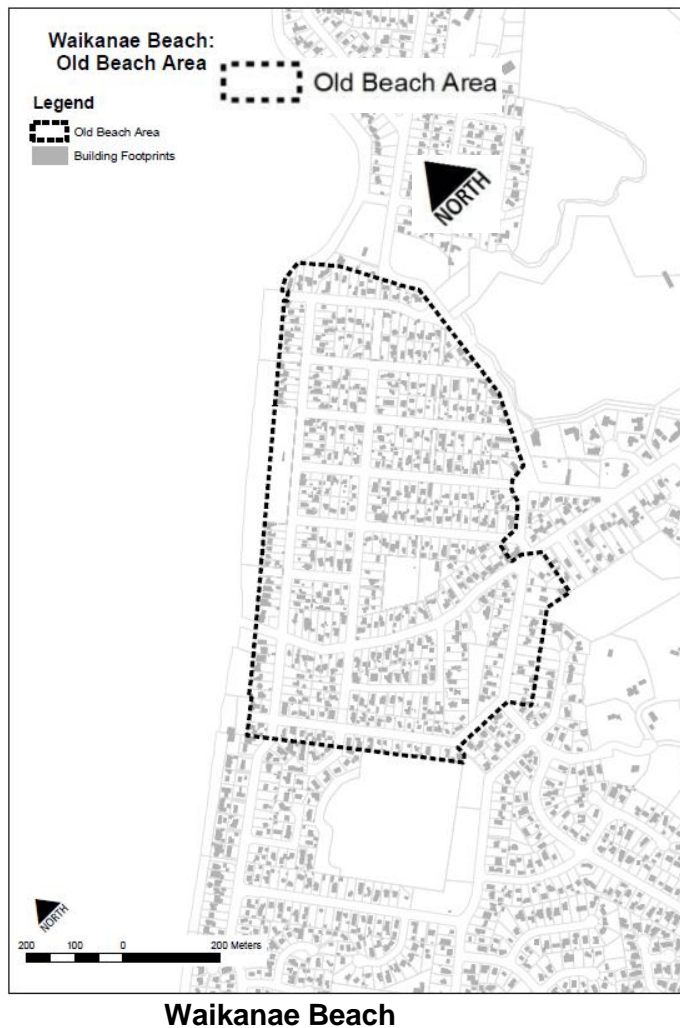 Waikanae Beach:
Old Beach Area
Old Beach Area
Legend
Old Beach Area
Building Footprints
NORTH
NORTH
200 100 0 200 Meters
Waikanae Beach